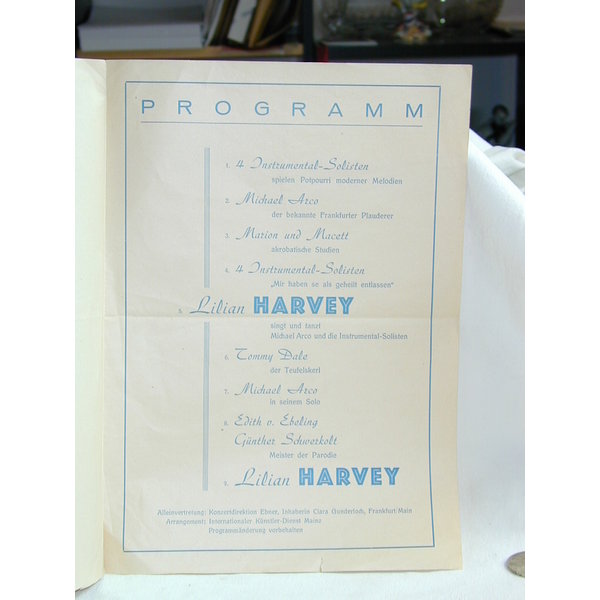 PROGRAMM
1. 4 Instrumental-Solisten
spielen Potpourri moderner Melodien
2. Michael Arco
der bekannte Frankfurter Plauderer
3. Marion und Macett
akrobatische Studien
4. 4 Instrumental-Solisten
„Mir haben se als geheilt entlassen“
5. Lilian HARVEY
singt und tanzt
Michael Arco und die Instrumental-Solisten
6. Tommy Dale
der Teufelskerl
7. Michael Arco
in seinem Solo
8. Edith v. Ebeling
Günther Schwerkolt
Meister der Parodie
9. Lilian HARVEY
Alleinvertretung: Konzertdirektion Ebner, Inhaberin Clara Gunderloch, Frankfurt Main
Arrangement: Internationaler Künstler-Dienst Mainz
Programmänderung vorbehalten